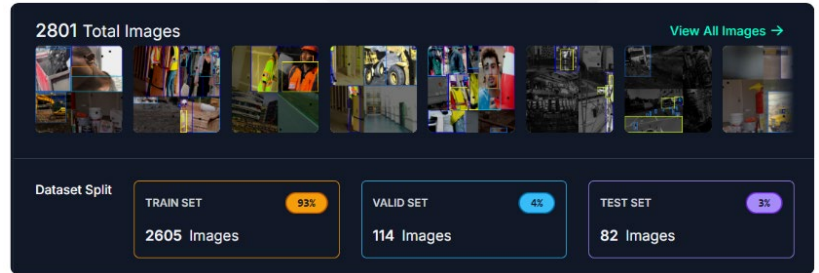 2801 Total Images
View All Images →
Dataset Split
TRAIN SET
93%
2605 Images
VALID SET
4%
114 Images
TEST SET
3%
82 Images